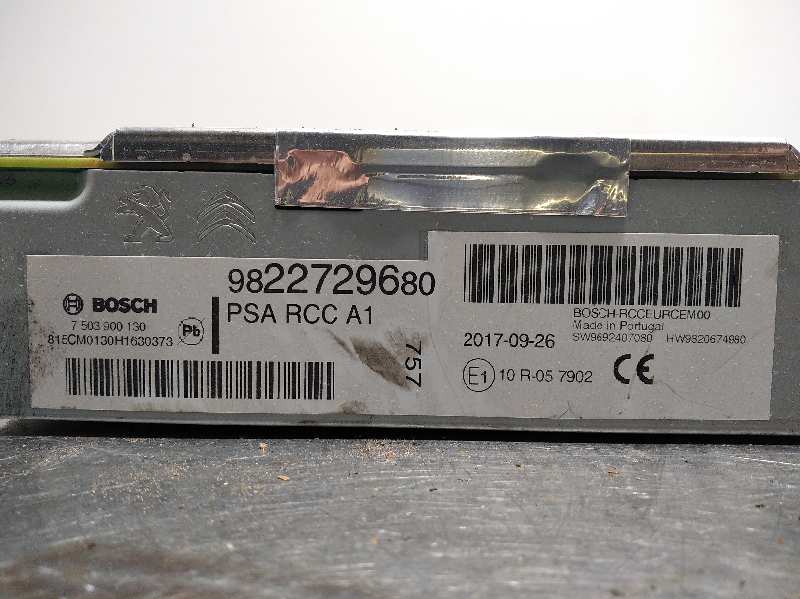 9822729680
BOSCH
PSA RCC A1
7 503 900 130
815CM0130H1630373
Pb
757
BOSCH-RCCEURCEM00
Made in Portugal
2017-09-26
SW9692407080 HW9820674980
E1 10 R-05 7902 CE